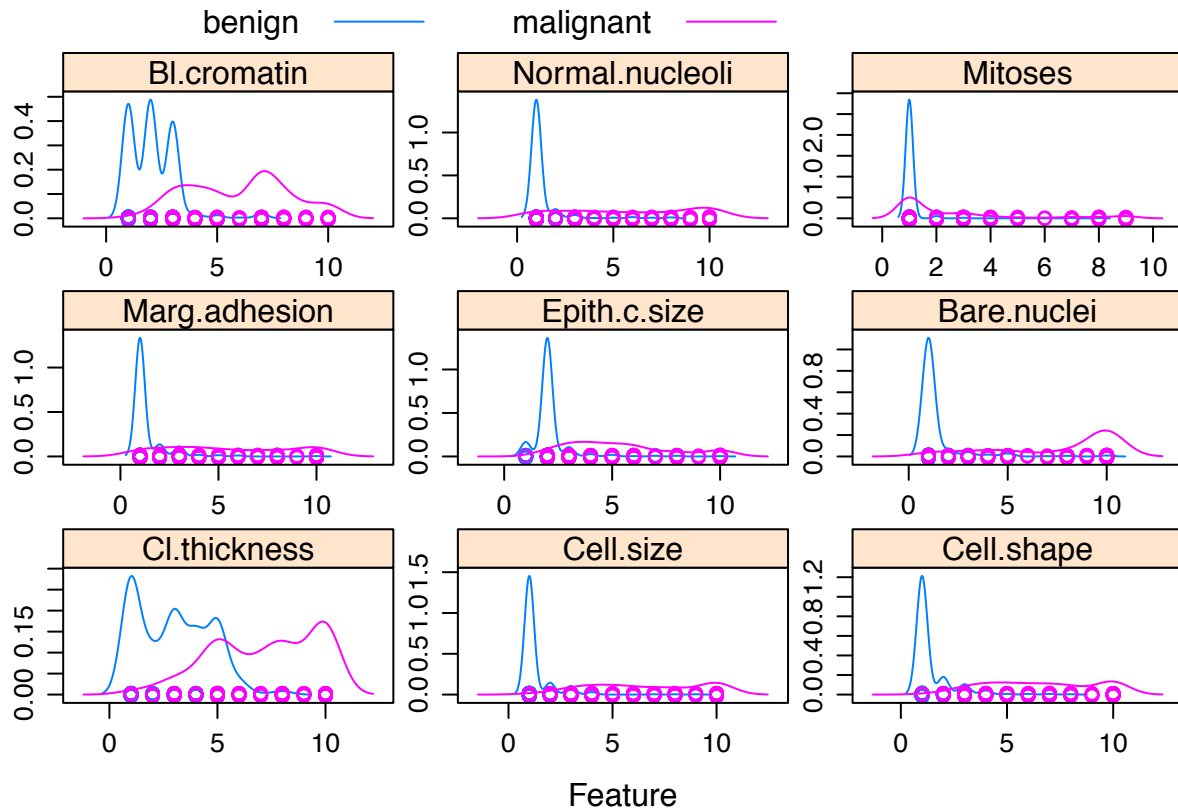 benign malignant
Bl.cromatin Normal.nucleoli Mitoses
0.0 0.2 0.4 0.0 0.5 1.0 0.0 1.0 2.0
0 5 10 0 5 10 0 2 4 6 8 10
Marg.adhesion Epith.c.size Bare.nuclei
0.0 0.5 1.0 0.0 0.5 1.0 0.0 0.4 0.8
0 5 10 0 5 10 0 5 10
Cl.thickness Cell.size Cell.shape
0.00 0.15 0.0 0.5 1.0 1.5 0.0 0.4 0.8 1.2
0 5 10 0 5 10 0 5 10
Feature